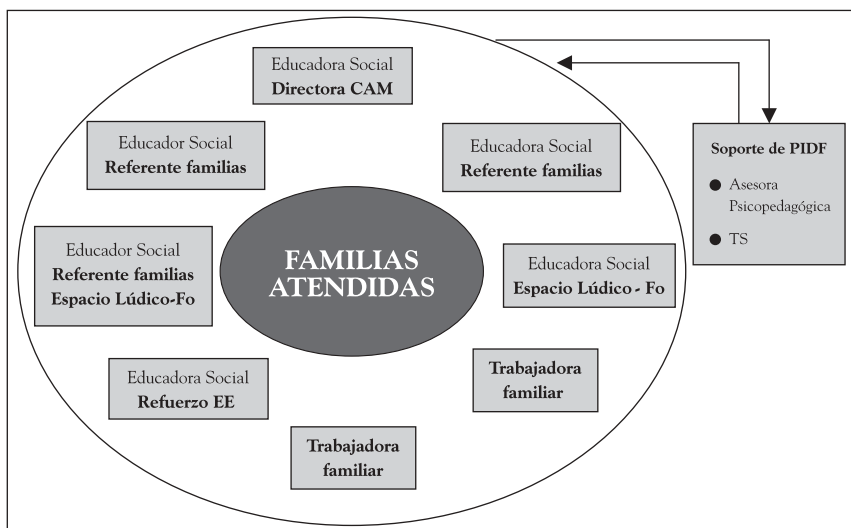 Educadora Social
Directora CAM
Educador Social
Referente familias
Educadora Social
Referente familias
Soporte de PIDF
● Asesora
Psicopedagógica
● TS
Educador Social
Referente familias
Espacio Lúdico-Fo
FAMILIAS
ATENDIDAS
Educadora Social
Espacio Lúdico - Fo
Educadora Social
Refuerzo EE
Trabajadora
familiar
Trabajadora
familiar